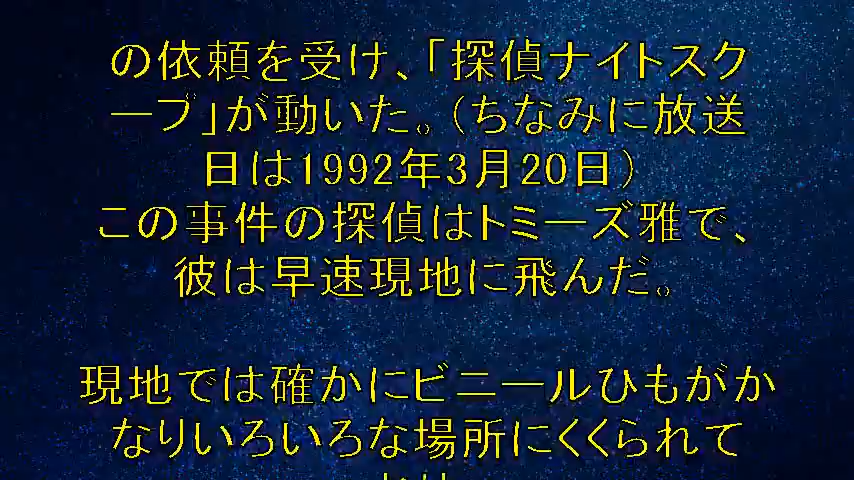 の依頼を受け、「探偵ナイトスク
ープ」が動いた。（ちなみに放送
日は1992年3月20日）
この事件の探偵はトミーズ雅で、
彼は早速現地に飛んだ。
現地では確かにビニールひもがか
なりいろいろな場所にくくられて